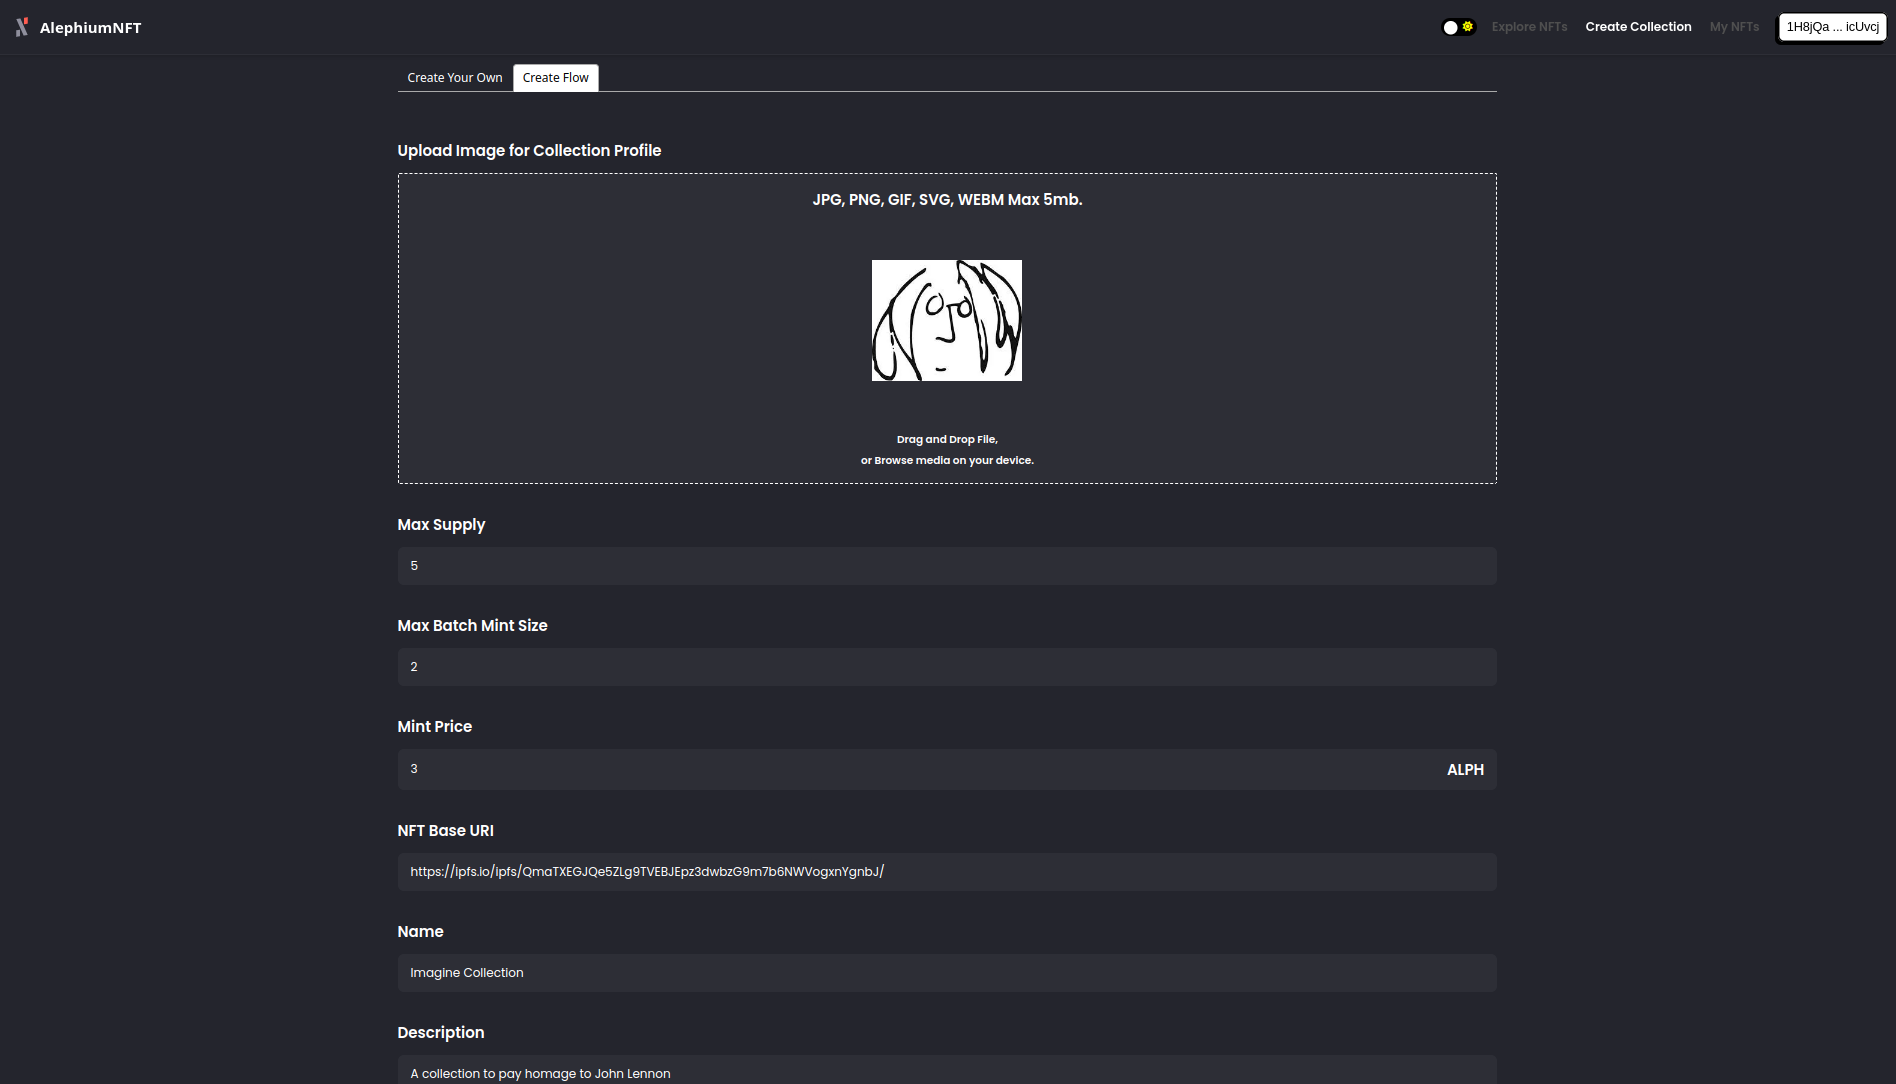 AlephiumNFT
Explore NFTs
Create Collection
My NFTs
1H8jQa ... icUvcj
Create Your Own
Create Flow
Upload Image for Collection Profile
JPG, PNG, GIF, SVG, WEBM Max 5mb.
Drag and Drop File,
or Browse media on your device.
Max Supply
5
Max Batch Mint Size
2
Mint Price
3
ALPH
NFT Base URI
https://ipfs.io/ipfs/QmaTXEGJQe5ZLg9TVEBJEpz3dwbzG9m7b6NWVogxnYgnbJ/
Name
Imagine Collection
Description
A collection to pay homage to John Lennon